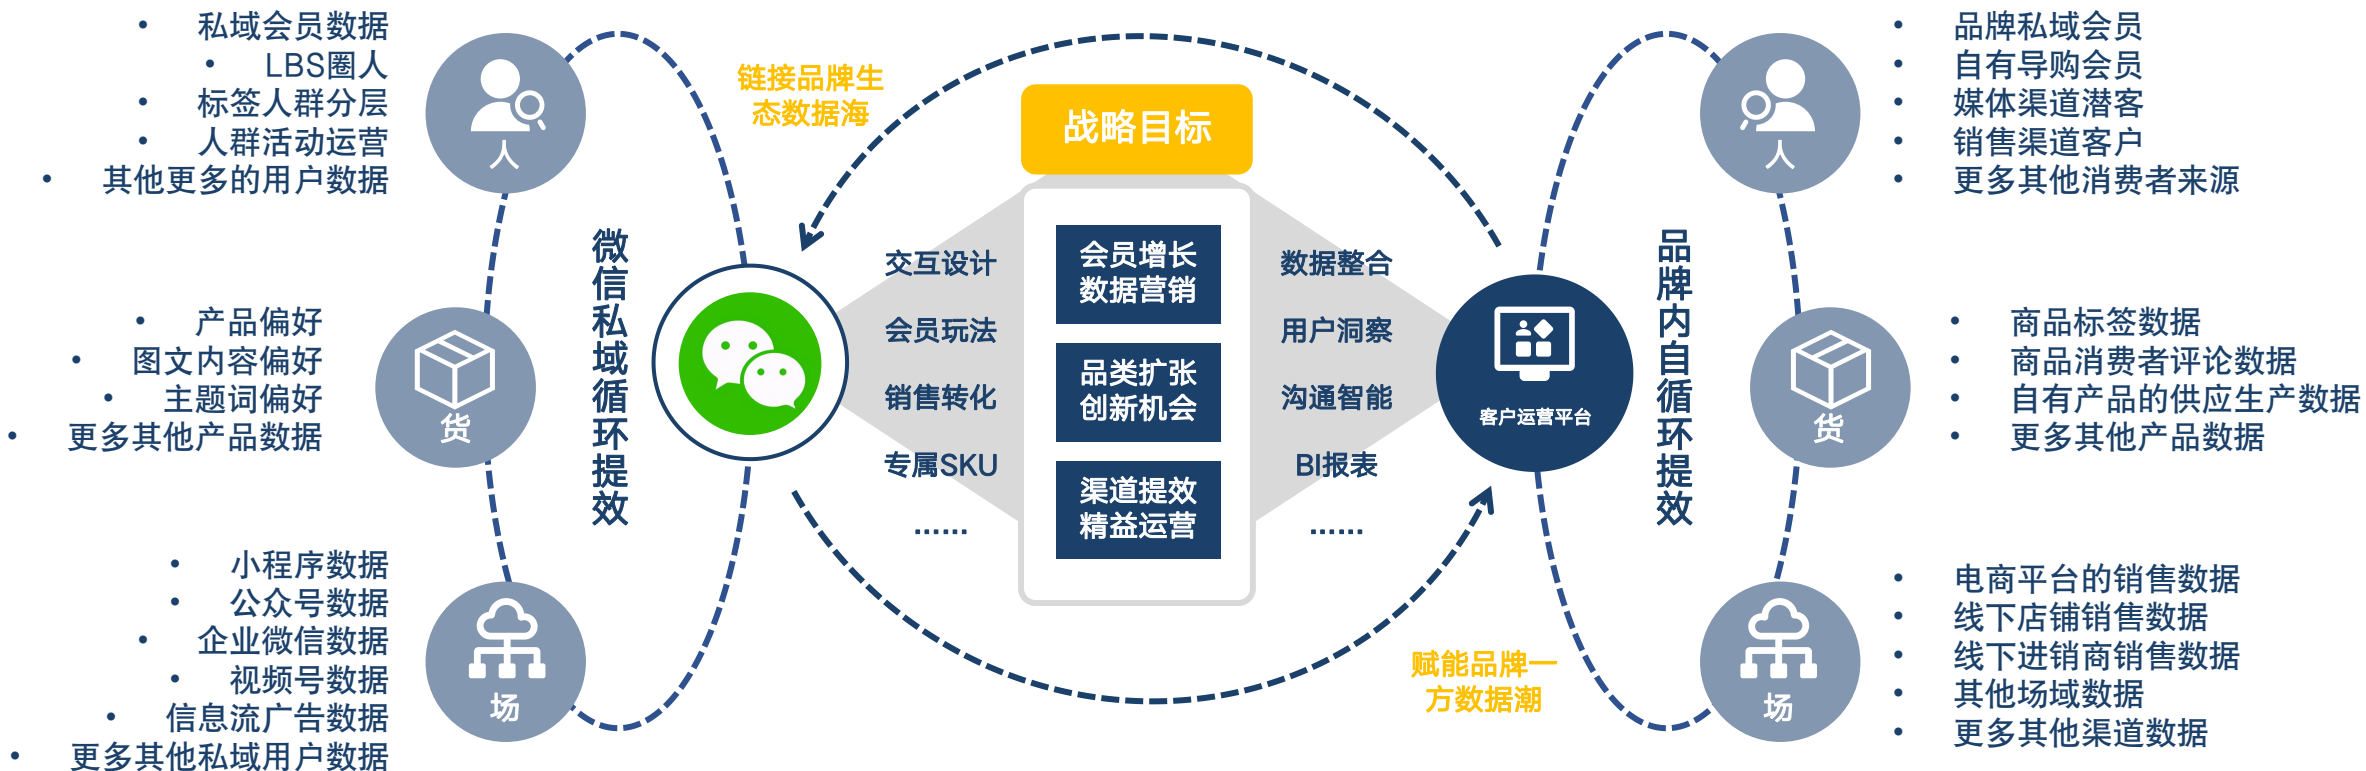 • 私域会员数据
• LBS圈人
• 标签人群分层
• 人群活动运营
• 其他更多的用户数据
人
• 产品偏好
• 图文内容偏好
• 主题词偏好
• 更多其他产品数据
货
• 小程序数据
• 公众号数据
• 企业微信数据
• 视频号数据
• 信息流广告数据
• 更多其他私域用户数据
场
微信私域循环提效
链接品牌生
态数据海
交互设计
会员玩法
销售转化
专属SKU
……
战略目标
会员增长
数据营销
品类扩张
创新机会
渠道提效
精益运营
数据整合
用户洞察
沟通智能
BI报表
……
客户运营平台
赋能品牌一
方数据潮
品牌内自循环提效
人
• 品牌私域会员
• 自有导购会员
• 媒体渠道潜客
• 销售渠道客户
• 更多其他消费者来源
货
• 商品标签数据
• 商品消费者评论数据
• 自有产品的供应生产数据
• 更多其他产品数据
场
• 电商平台的销售数据
• 线下店铺销售数据
• 线下进销商销售数据
• 其他场域数据
• 更多其他渠道数据